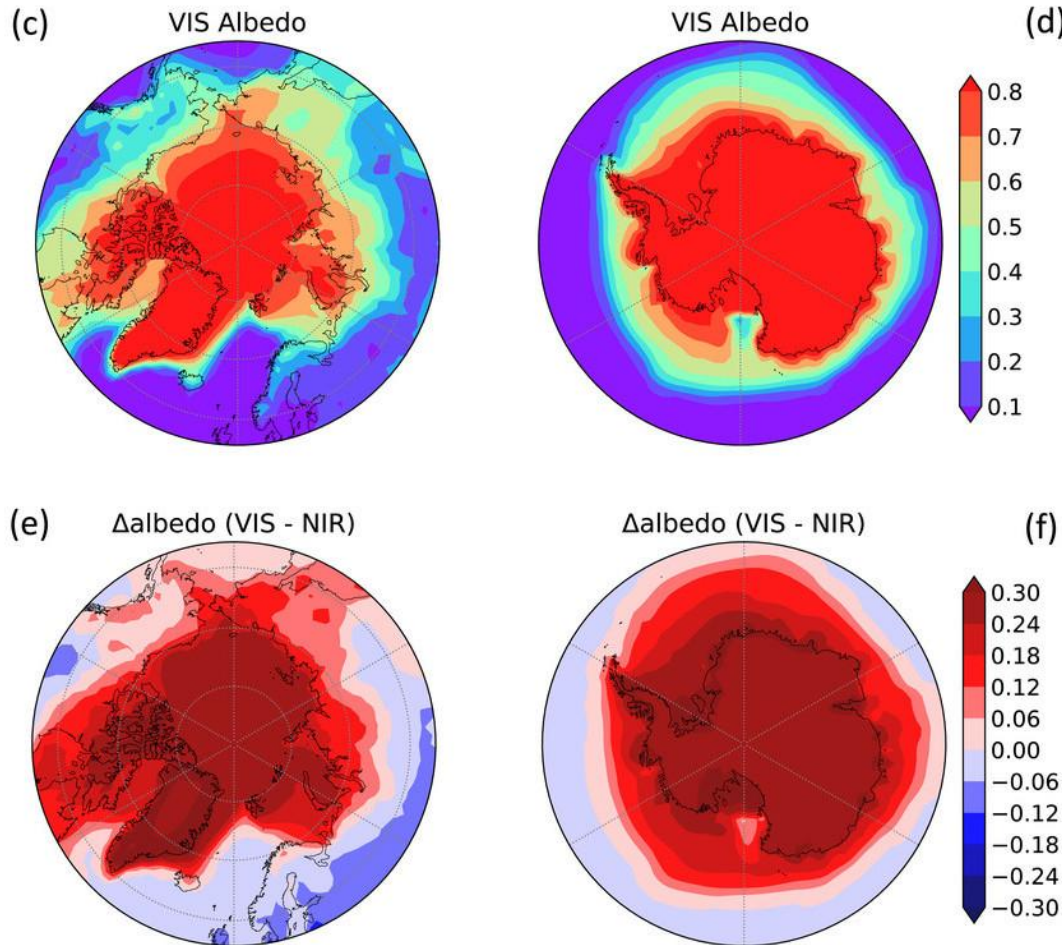 (c)
VIS Albedo
VIS Albedo
(d)
0.8
0.7
0.6
0.5
0.4
0.3
0.2
0.1
(e)
Δalbedo (VIS - NIR)
Δalbedo (VIS - NIR)
(f)
0.30
0.24
0.18
0.12
0.06
0.00
−0.06
−0.12
−0.18
−0.24
−0.30